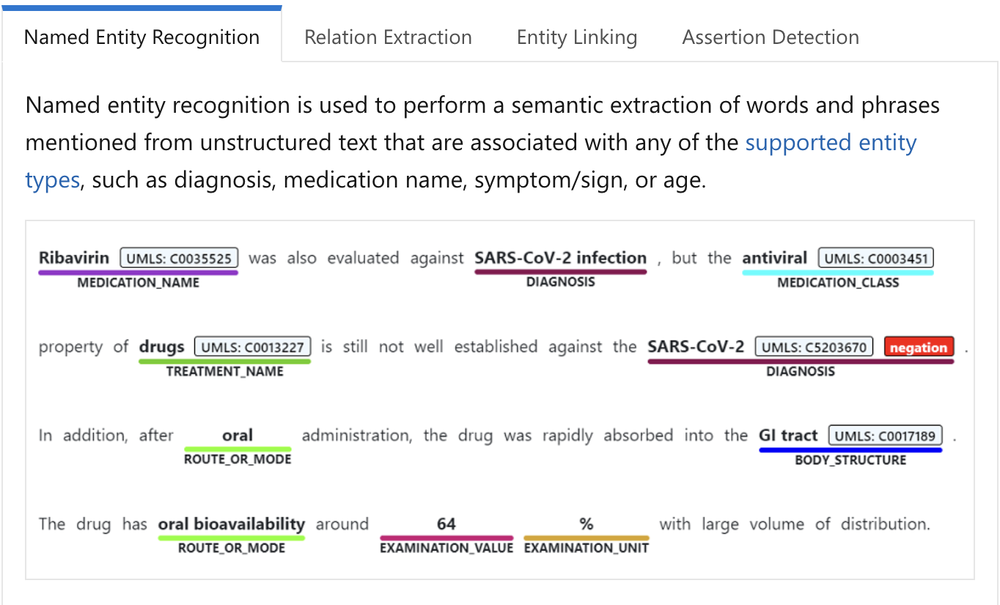 Named Entity Recognition Relation Extraction Entity Linking Assertion Detection
Named entity recognition is used to perform a semantic extraction of words and phrases
mentioned from unstructured text that are associated with any of the supported entity
types, such as diagnosis, medication name, symptom/sign, or age.
Ribavirin UMLS: C0035525 was also evaluated against SARS-CoV-2 infection , but the antiviral UMLS: C0003451
MEDICATION_NAME DIAGNOSIS MEDICATION_CLASS
property of drugs UMLS: C0013227 is still not well established against the SARS-CoV-2 UMLS: C5203670 negation .
TREATMENT_NAME DIAGNOSIS
In addition, after oral administration, the drug was rapidly absorbed into the GI tract UMLS: C0017189 .
ROUTE_OR_MODE BODY_STRUCTURE
The drug has oral bioavailability around 64 % with large volume of distribution.
ROUTE_OR_MODE EXAMINATION_VALUE EXAMINATION_UNIT